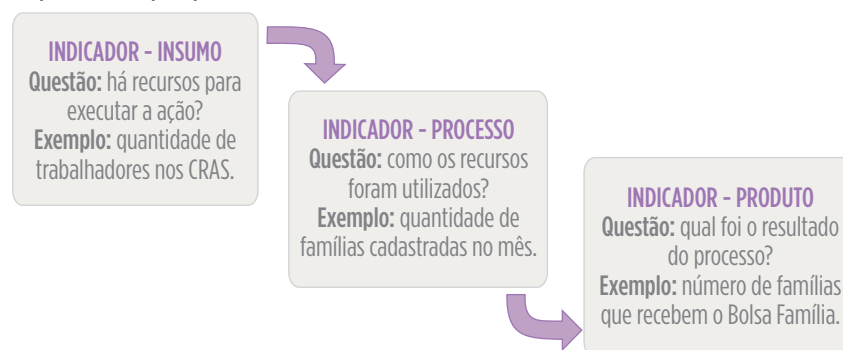 INDICADOR - INSUMO
Questão: há recursos para
executar a ação?
Exemplo: quantidade de
trabalhadores nos CRAS.
INDICADOR - PROCESSO
Questão: como os recursos
foram utilizados?
Exemplo: quantidade de
famílias cadastradas no mês.
INDICADOR - PRODUTO
Questão: qual foi o resultado
do processo?
Exemplo: número de famílias
que recebem o Bolsa Família.